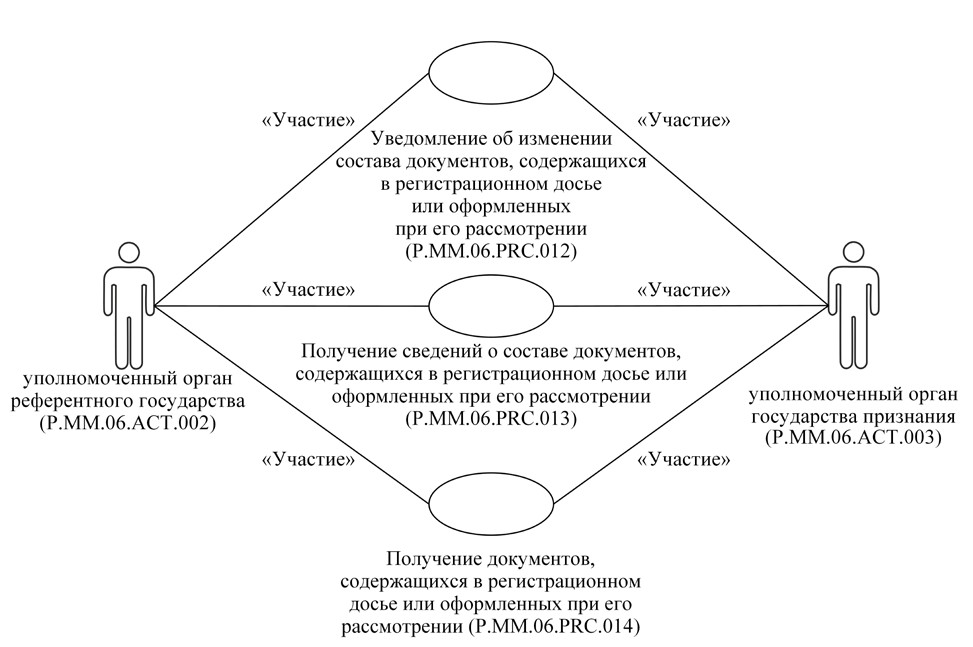 «Участие»
«Участие»
Уведомление об изменении
состава документов, содержащихся
в регистрационном досье
или оформленных
при его рассмотрении
(P.MM.06.PRC.012)
«Участие»
«Участие»
Получение сведений о составе документов,
содержащихся в регистрационном досье или
оформленных при его рассмотрении
(P.MM.06.PRC.013)
уполномоченный орган
референтного государства
(P.MM.06.ACT.002)
уполномоченный орган
государства признания
(P.MM.06.ACT.003)
«Участие»
«Участие»
Получение документов,
содержащихся в регистрационном
досье или оформленных при его
рассмотрении (P.MM.06.PRC.014)